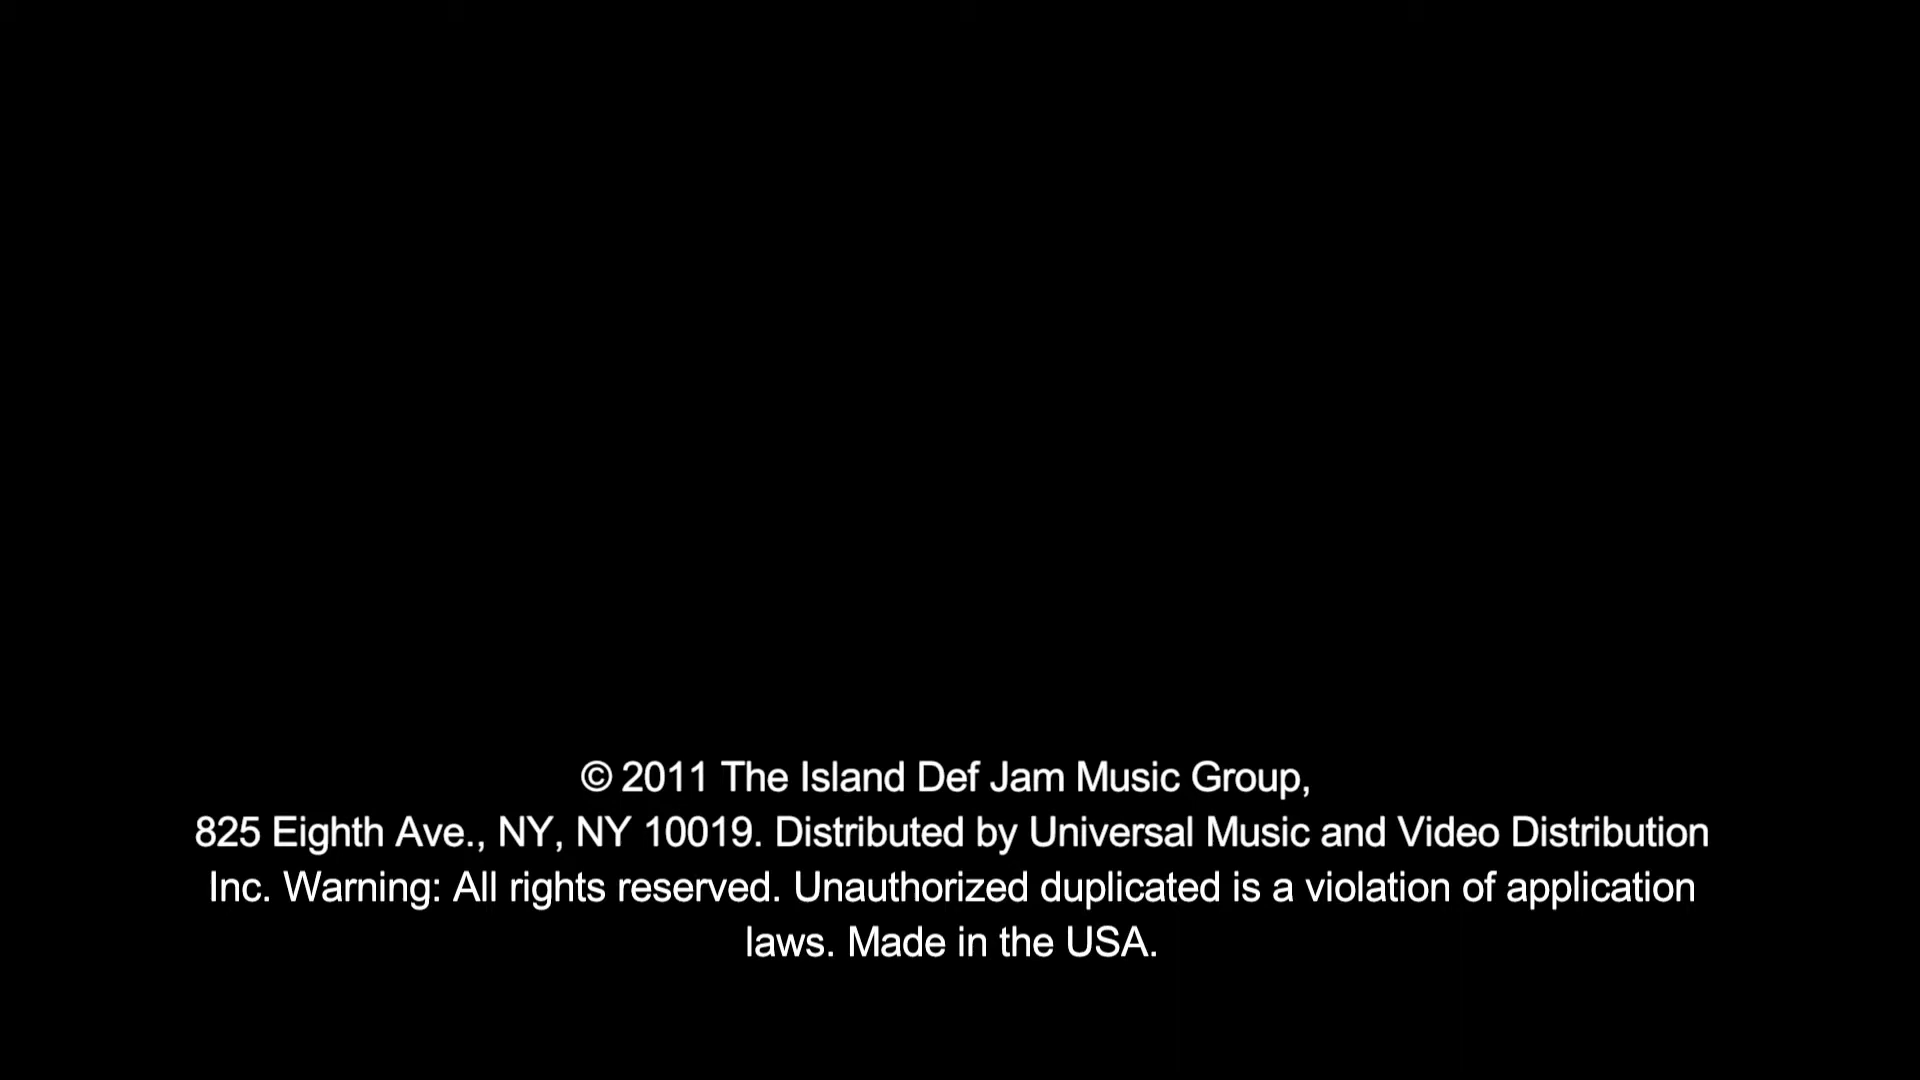 © 2011 The Island Def Jam Music Group,
825 Eighth Ave., NY, NY 10019. Distributed by Universal Music and Video Distribution
Inc. Warning: All rights reserved. Unauthorized duplicated is a violation of application
laws. Made in the USA.